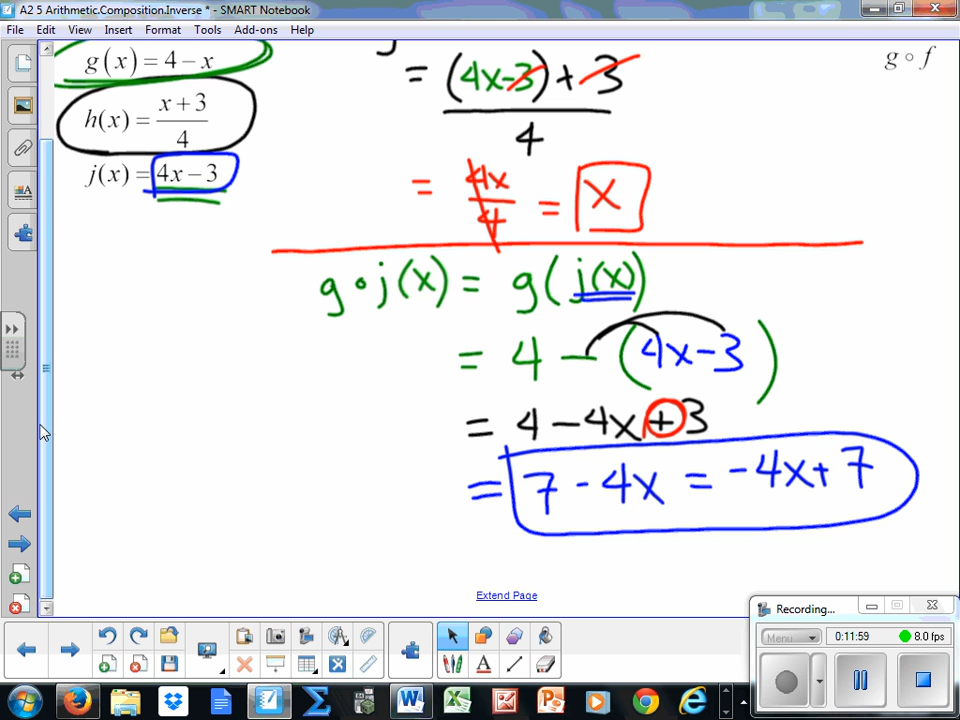 A2 5 Arithmetic.Composition.Inverse * - SMART Notebook
File Edit View Insert Format Tools Add-ons Help
g(x) = 4 − x
h(x) = (x + 3)/4
j(x) = 4x − 3
g ∘ f
= (4x-3) + 3
4
= 4x/4 = x
g∘j(x) = g(j(x))
= 4 − (4x-3)
= 4 − 4x + 3
= 7 - 4x = -4x + 7
Extend Page
Recording...
Menu
0:11:59
8.0 fps